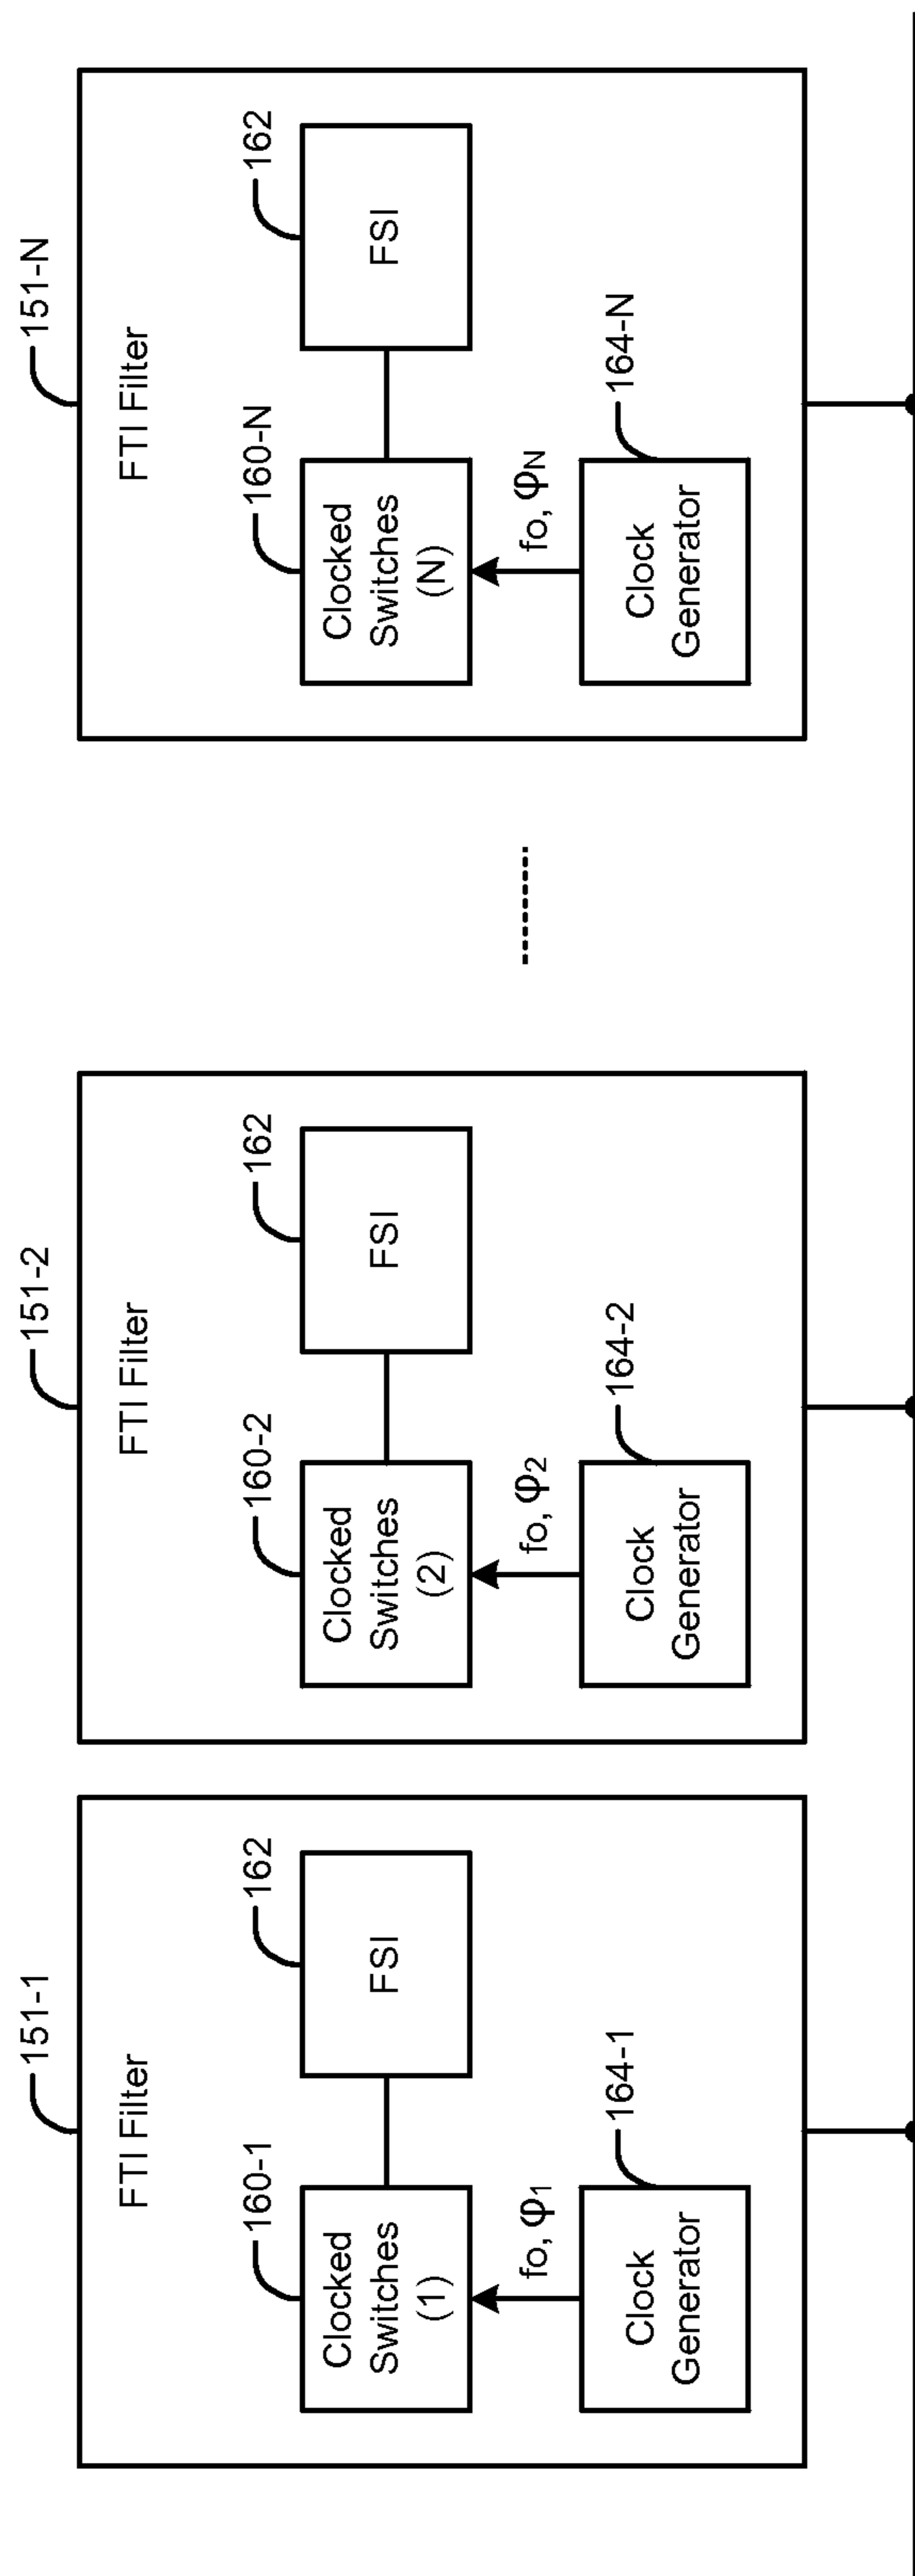 151-1
FTI Filter
160-1
Clocked
Switches
(1)
162
FSI
fo, φ1
164-1
Clock
Generator
151-2
FTI Filter
160-2
Clocked
Switches
(2)
162
FSI
fo, φ2
164-2
Clock
Generator
151-N
FTI Filter
160-N
Clocked
Switches
(N)
162
FSI
fo, φN
164-N
Clock
Generator